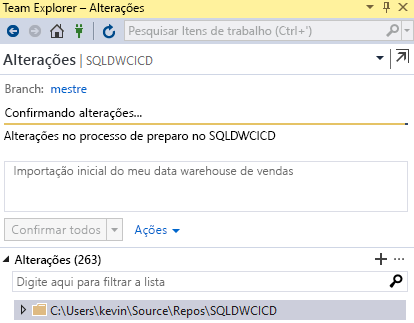 Team Explorer – Alterações
Pesquisar Itens de trabalho (Ctrl+')
Alterações | SQLDWCICD
Branch: mestre
Confirmando alterações...
Alterações no processo de preparo no SQLDWCICD
Importação inicial do meu data warehouse de vendas
Confirmar todos Ações
Alterações (263)
Digite aqui para filtrar a lista
C:\Users\kevin\Source\Repos\SQLDWCICD